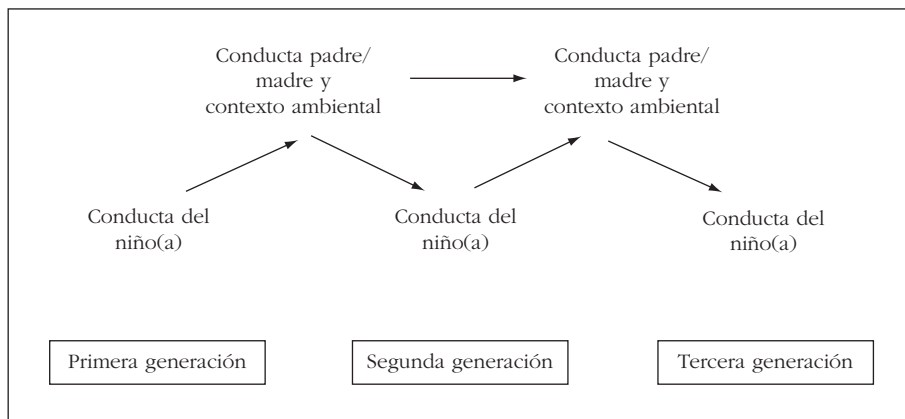 Conducta padre/
madre y
contexto ambiental
Conducta padre/
madre y
contexto ambiental
Conducta del
niño(a)
Conducta del
niño(a)
Conducta del
niño(a)
Primera generación
Segunda generación
Tercera generación